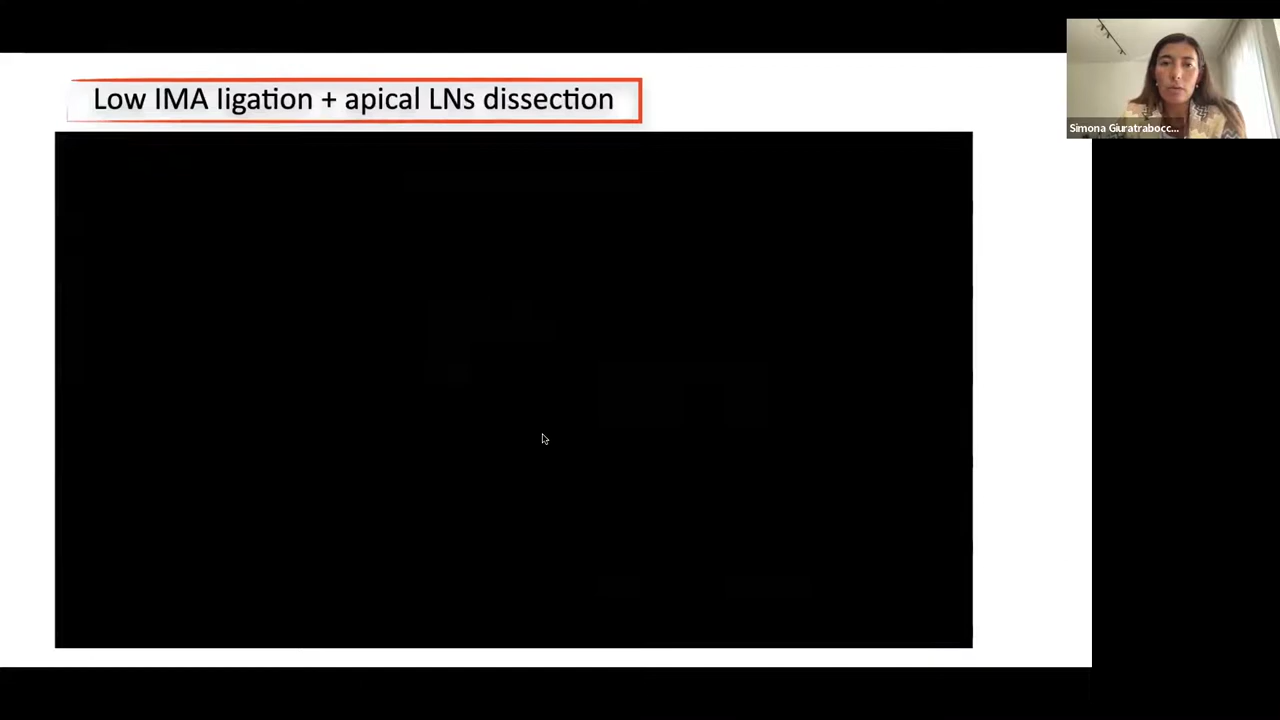 Low IMA ligation + apical LNs dissection
Simona Giuratrabocc...